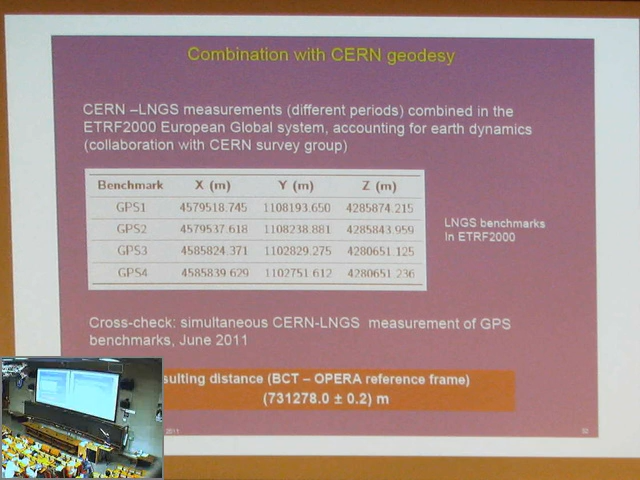 Combination with CERN geodesy
CERN –LNGS measurements (different periods) combined in the
ETRF2000 European Global system, accounting for earth dynamics
(collaboration with CERN survey group)
Benchmark X (m) Y (m) Z (m)
GPS1 4579518.745 1108193.650 4285874.215
GPS2 4579537.618 1108238.881 4285843.959
GPS3 4585824.371 1102829.275 4280651.125
GPS4 4585839.629 1102751.612 4280651.236
LNGS benchmarks
In ETRF2000
Cross-check: simultaneous CERN-LNGS measurement of GPS
benchmarks, June 2011
sulting distance (BCT – OPERA reference frame)
(731278.0 ± 0.2) m
2011